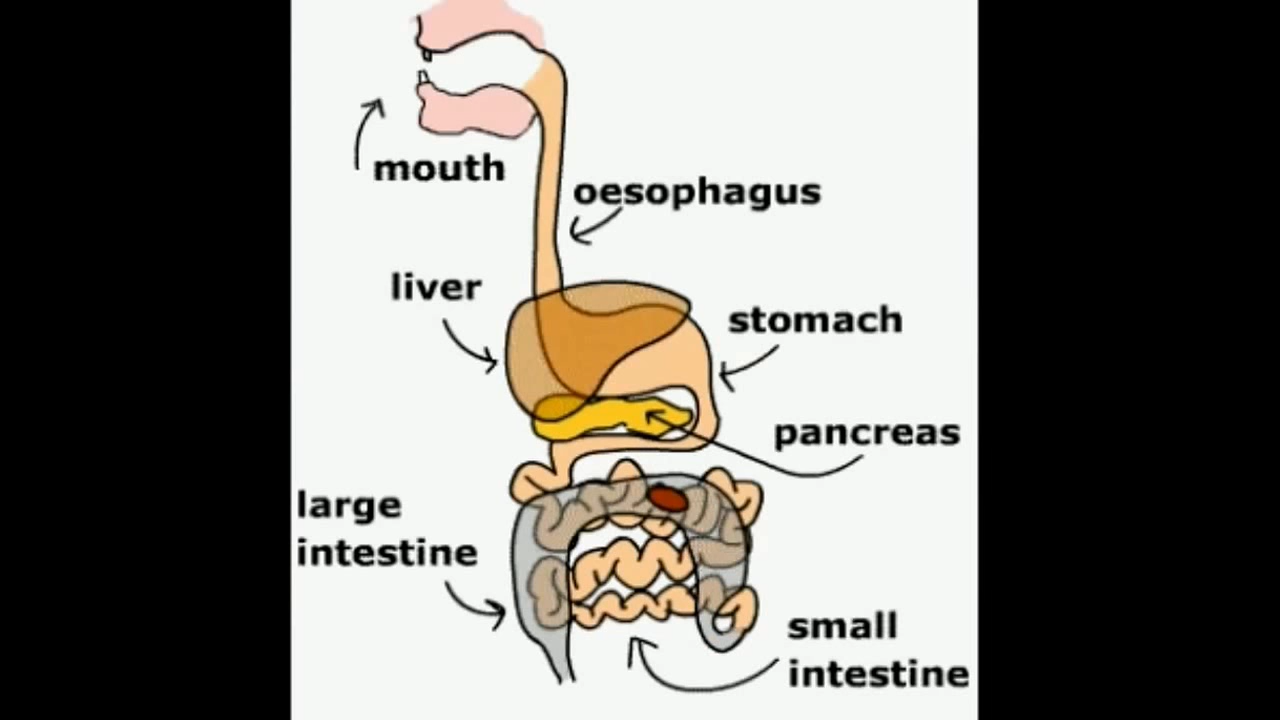 mouth
oesophagus
liver
stomach
pancreas
large
intestine
small
intestine